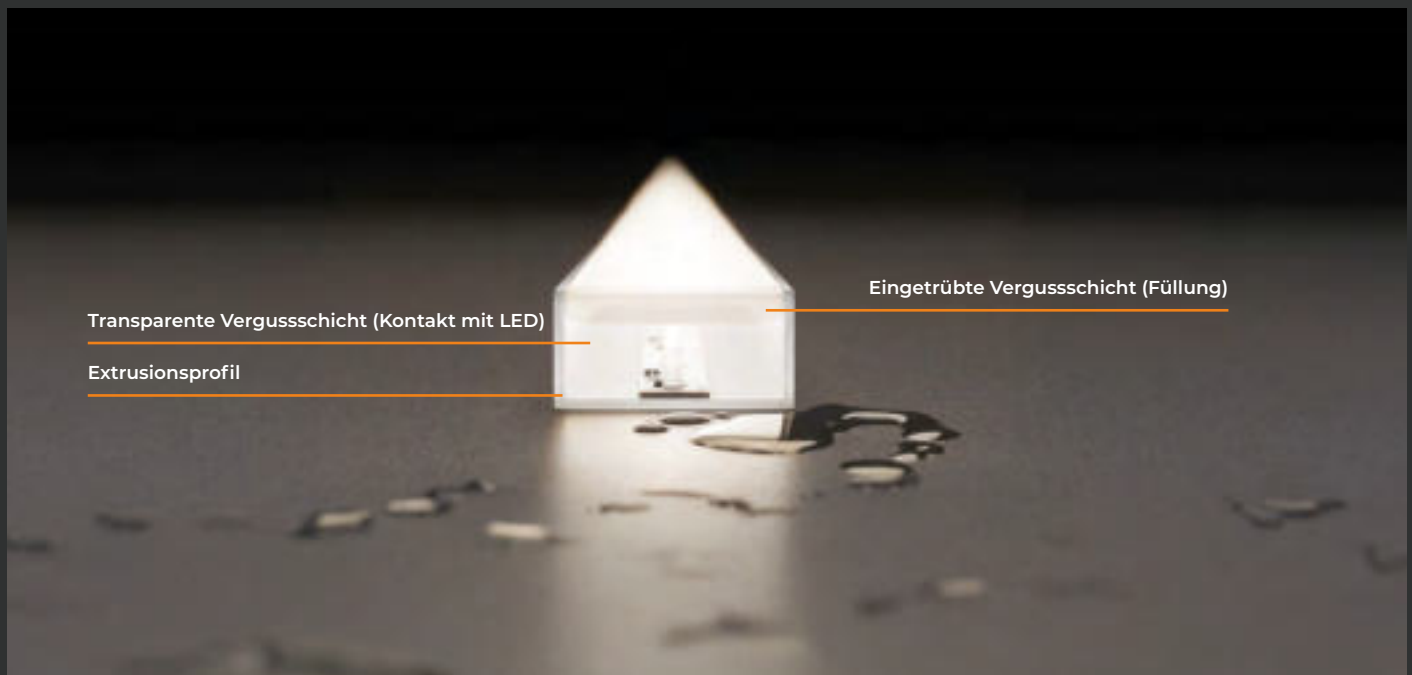 Eingetrübte Vergussschicht (Füllung)
Transparente Vergussschicht (Kontakt mit LED)
Extrusionsprofil